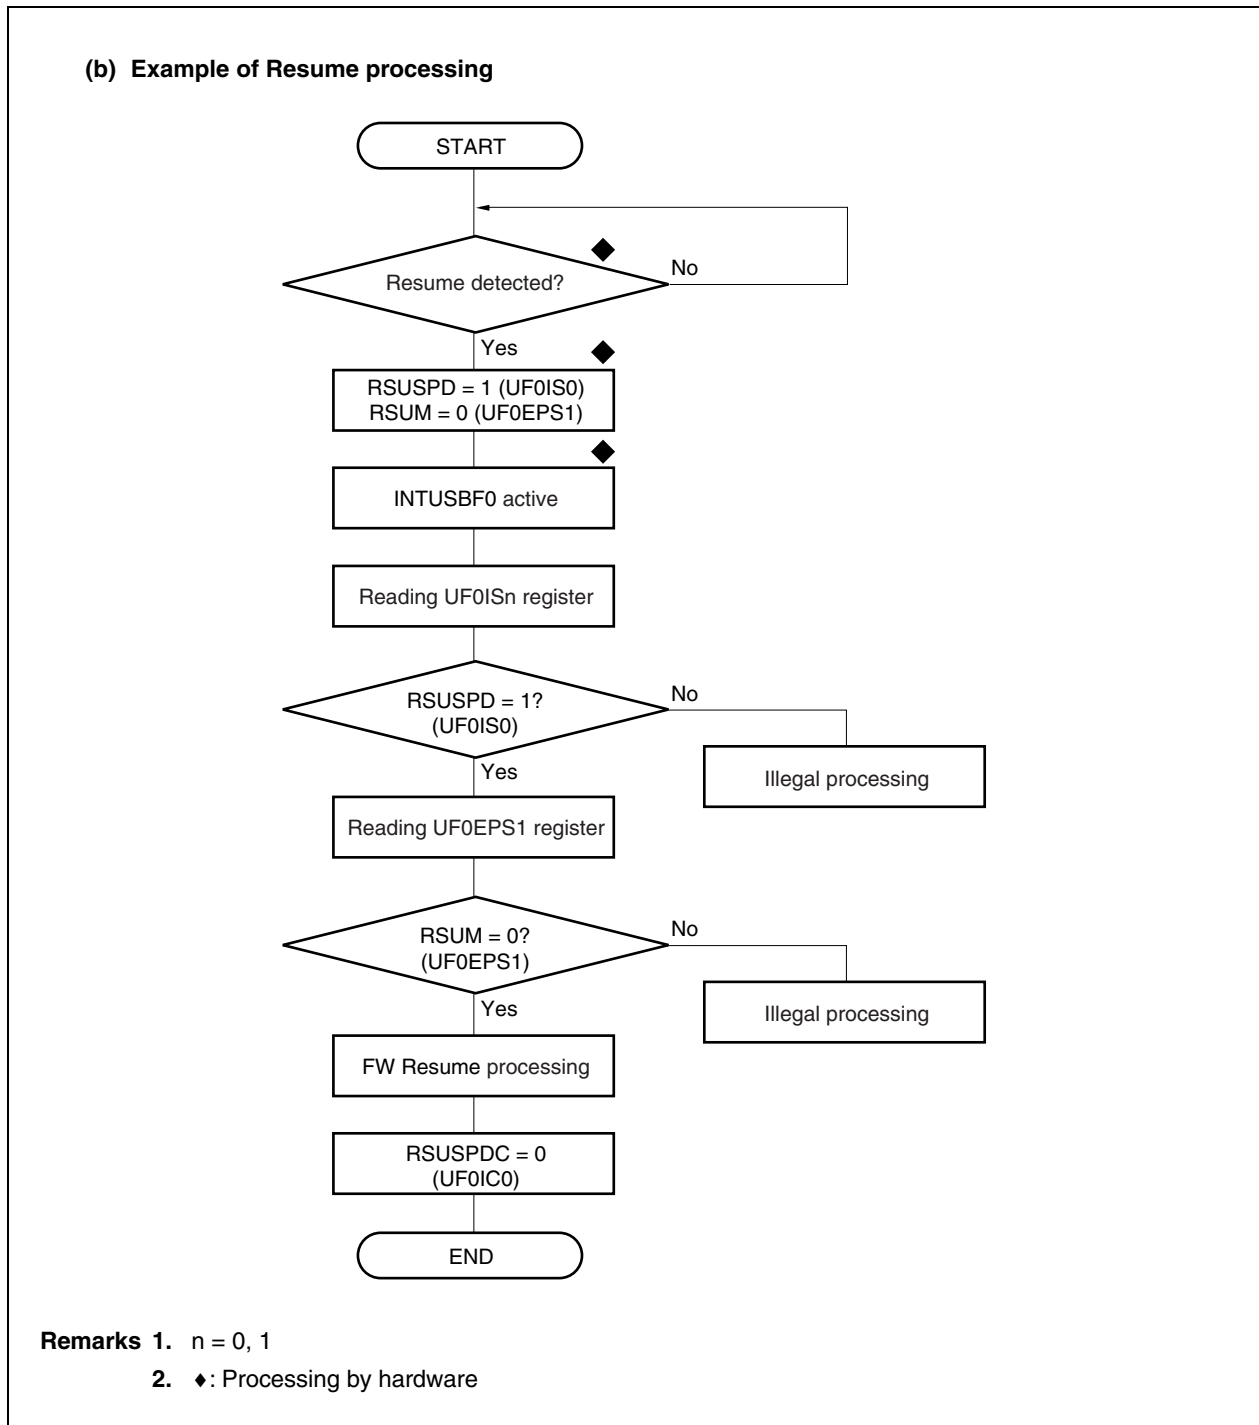 (b) Example of Resume processing
START
Resume detected?
No
Yes
RSUSPD = 1 (UF0IS0)
RSUM = 0 (UF0EPS1)
INTUSBF0 active
Reading UF0ISn register
RSUSPD = 1?
(UF0IS0)
No
Illegal processing
Yes
Reading UF0EPS1 register
RSUM = 0?
(UF0EPS1)
No
Illegal processing
Yes
FW Resume processing
RSUSPDC = 0
(UF0IC0)
END
Remarks 1. n = 0, 1
2. ♦: Processing by hardware